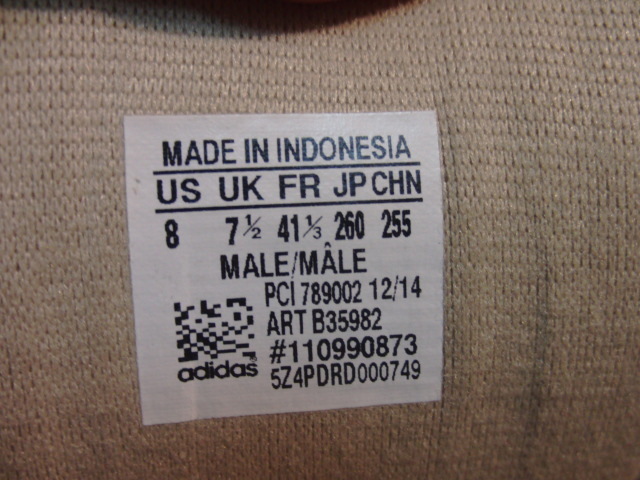 MADE IN INDONESIA
US UK FR JP CHN
8 7½ 41⅓ 260 255
MALE/MÂLE
PCI 789002 12/14
ART B35982
#110990873
adidas 5Z4PDRD000749